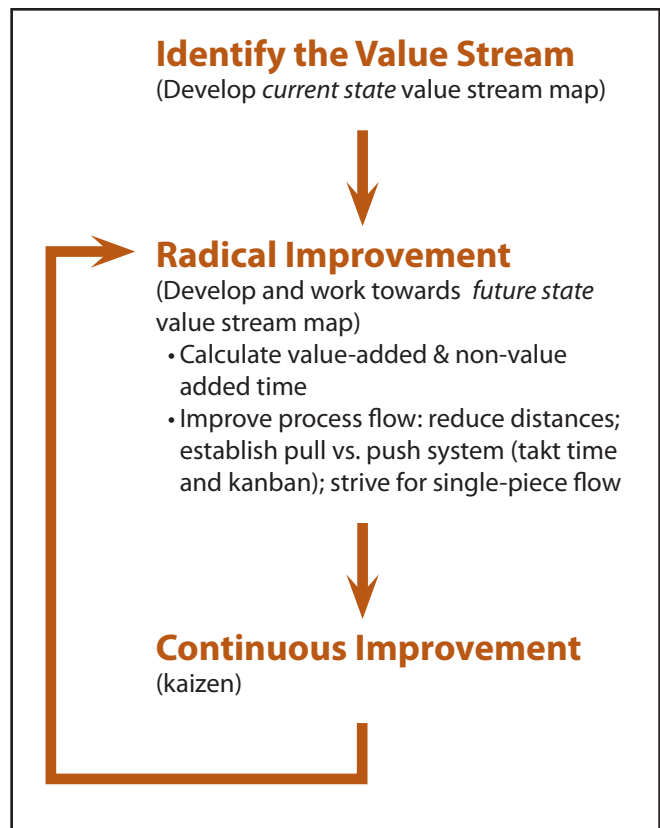 Identify the Value Stream
(Develop current state value stream map)
Radical Improvement
(Develop and work towards future state
value stream map)
• Calculate value-added & non-value
added time
• Improve process flow: reduce distances;
establish pull vs. push system (takt time
and kanban); strive for single-piece flow
Continuous Improvement
(kaizen)